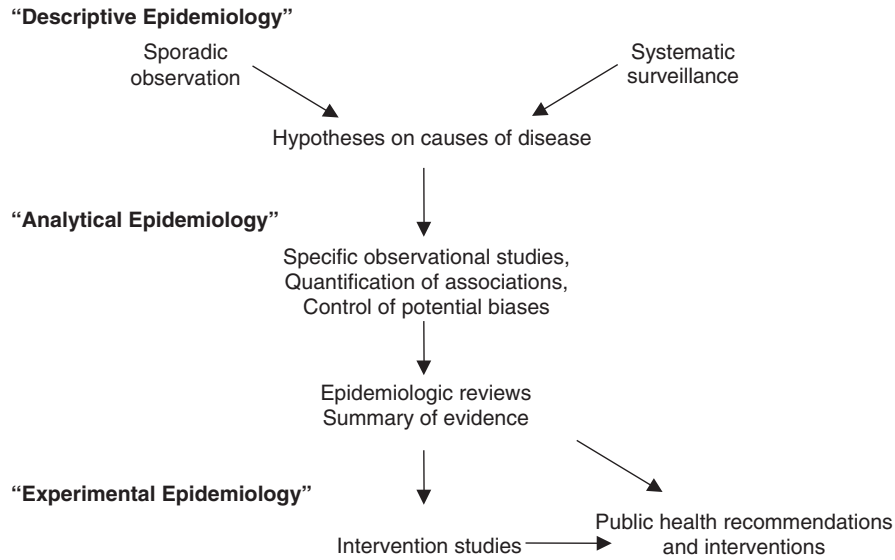 “Descriptive Epidemiology”
Sporadic
observation
Systematic
surveillance
Hypotheses on causes of disease
“Analytical Epidemiology”
Specific observational studies,
Quantification of associations,
Control of potential biases
Epidemiologic reviews
Summary of evidence
“Experimental Epidemiology”
Intervention studies
Public health recommendations
and interventions